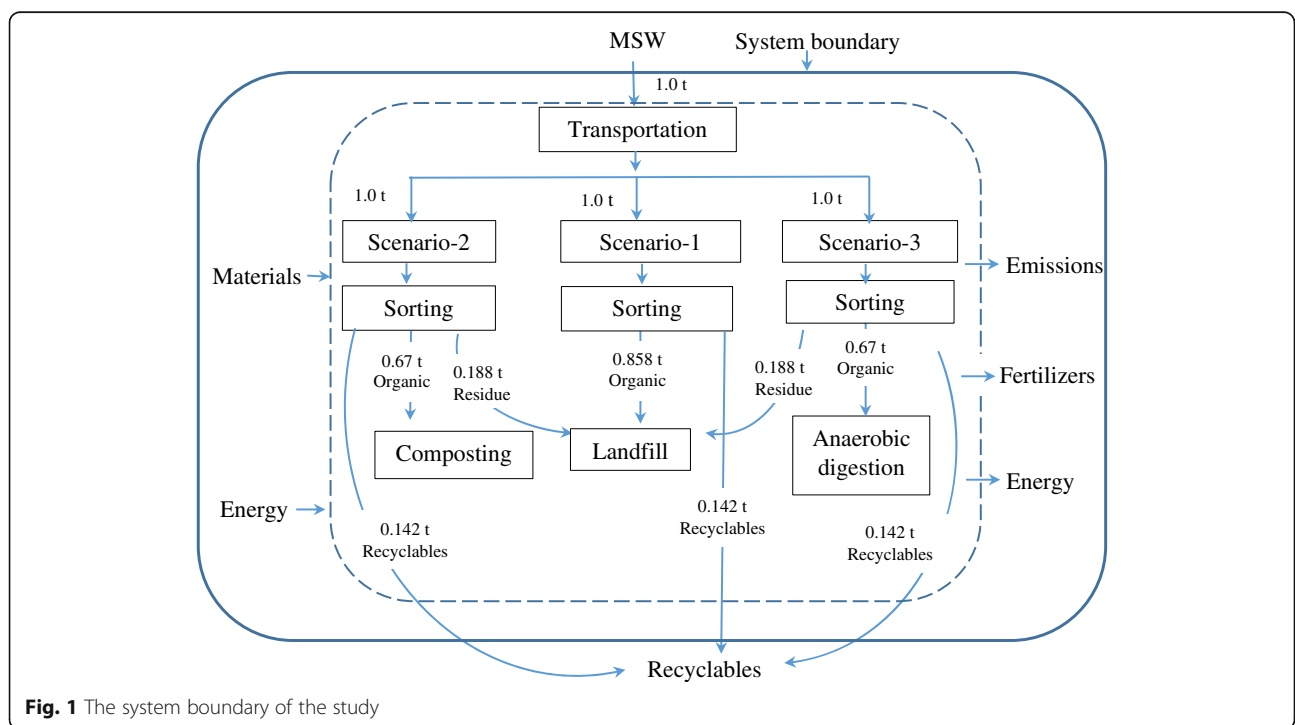 MSW
System boundary
1.0 t
Transportation
1.0 t
1.0 t
1.0 t
Scenario-2
Scenario-1
Scenario-3
Materials
Emissions
Sorting
Sorting
Sorting
0.67 t
Organic
0.188 t
Residue
0.858 t
Organic
0.188 t
Residue
0.67 t
Organic
Fertilizers
Composting
Landfill
Anaerobic
digestion
Energy
Energy
0.142 t
Recyclables
0.142 t
Recyclables
0.142 t
Recyclables
Recyclables
Fig. 1 The system boundary of the study